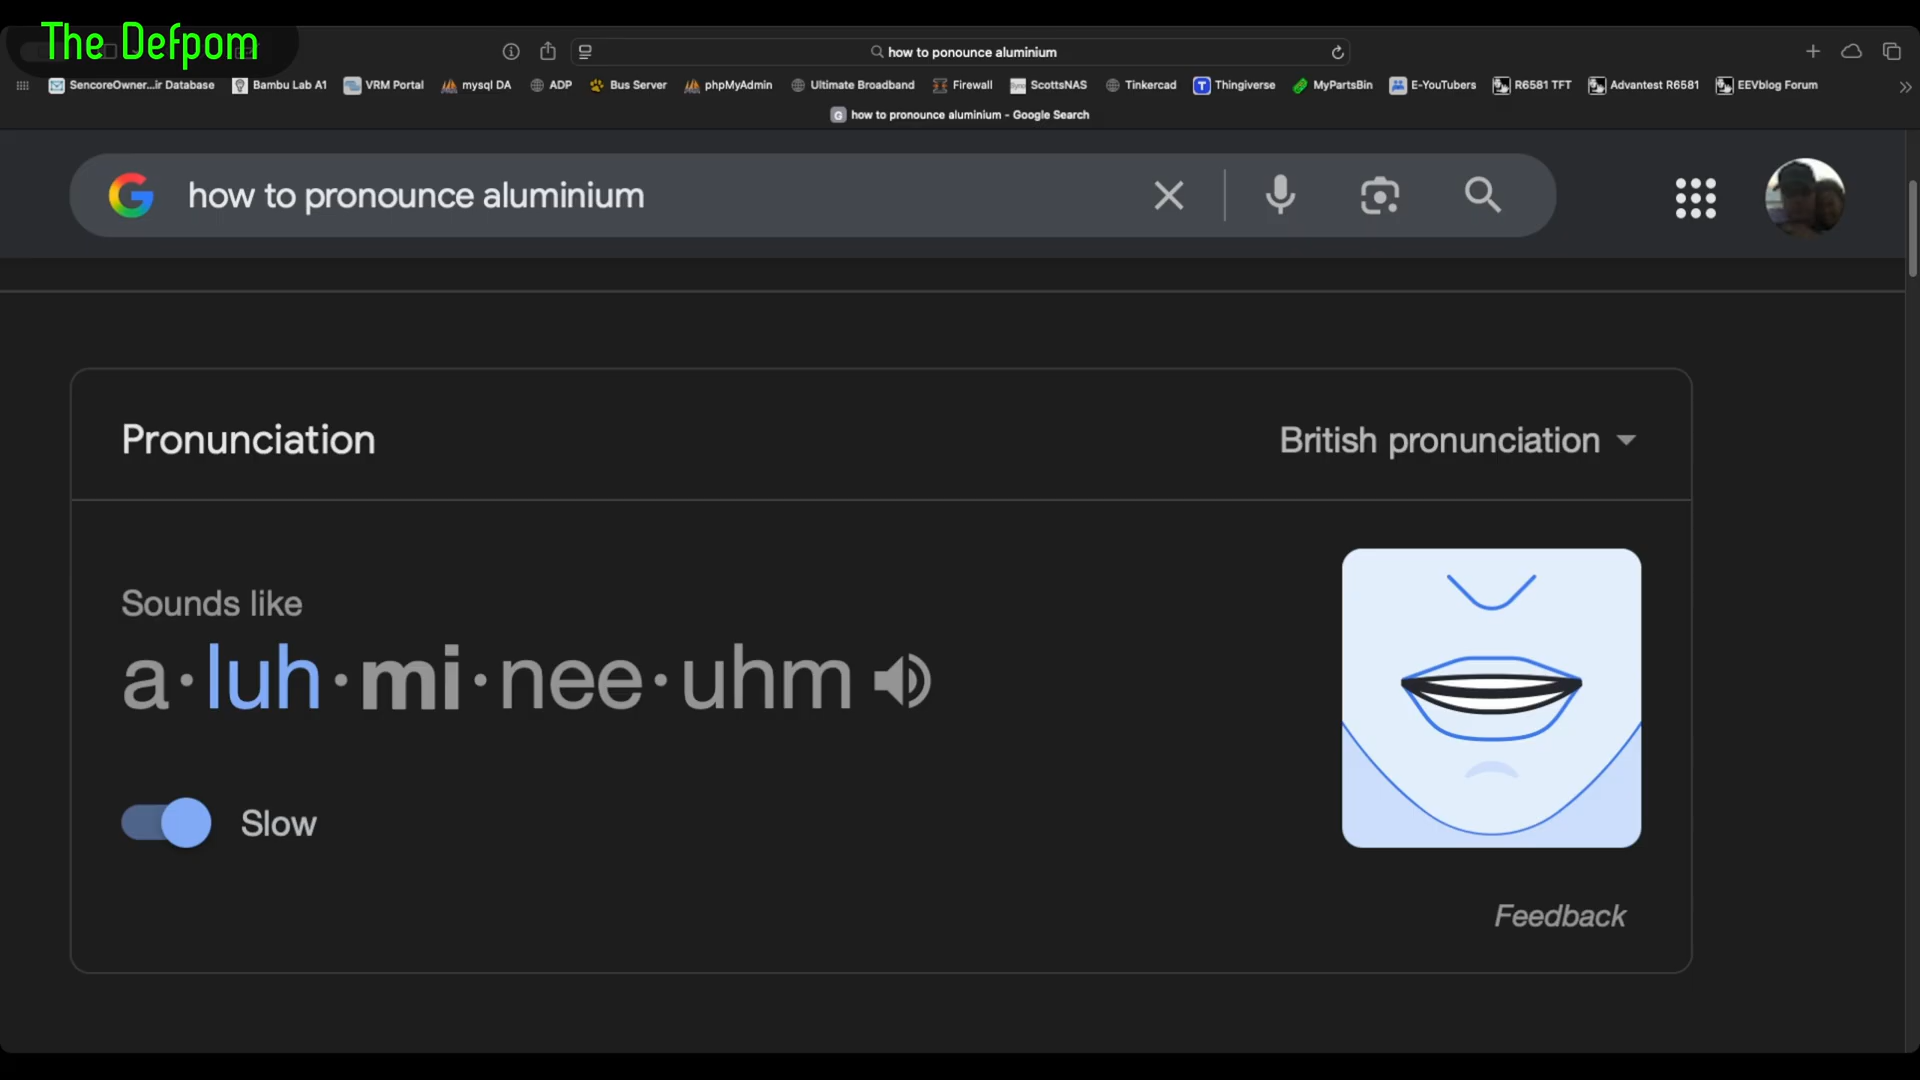 The Defpom
how to ponounce aluminium
SencoreOwner...ir Database Bambu Lab A1 VRM Portal mysql DA ADP Bus Server phpMyAdmin Ultimate Broadband Firewall ScottsNAS Tinkercad Thingiverse MyPartsBin E-YouTubers R6581 TFT Advantest R6581 EEVblog Forum
G how to pronounce aluminium - Google Search
how to pronounce aluminium
Pronunciation
British pronunciation
Sounds like
a·luh·mi·nee·uhm
Slow
Feedback